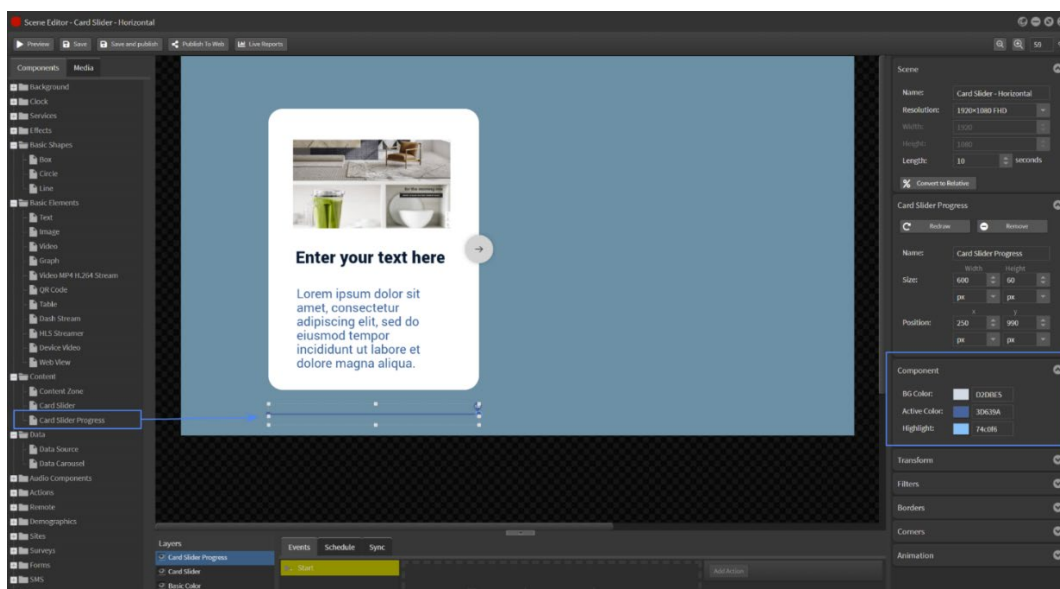 Scene Editor - Card Slider - Horizontal
Preview Save Save and publish Publish To Web Live Reports
59
Components Media
Background
Clock
Services
Effects
Basic Shapes
Box
Circle
Line
Basic Elements
Text
Image
Video
Graph
Video MP4 H.264 Stream
QR Code
Table
Dash Stream
HLS Streamer
Device Video
Web View
Content
Content Zone
Card Slider
Card Slider Progress
Data
Data Source
Data Carousel
Audio Components
Actions
Remote
Demographics
Sites
Surveys
Forms
SMS
Enter your text here
Lorem ipsum dolor sit
amet, consectetur
adipiscing elit, sed do
eiusmod tempor
incididunt ut labore et
dolore magna aliqua.
Layers
Card Slider Progress
Card Slider
Basic Color
Events Schedule Sync
Start
Add Action
Scene
Name: Card Slider - Horizontal
Resolution: 1920×1080 FHD
Width: 1920
Height: 1080
Length: 10 seconds
Convert to Relative
Card Slider Progress
Redraw Remove
Name: Card Slider Progress
Width Height
Size: 600 60
px px
x y
Position: 250 990
px px
Component
BG Color: D2DBE5
Active Color: 3D639A
Highlight: 74c0f8
Transform
Filters
Borders
Corners
Animation